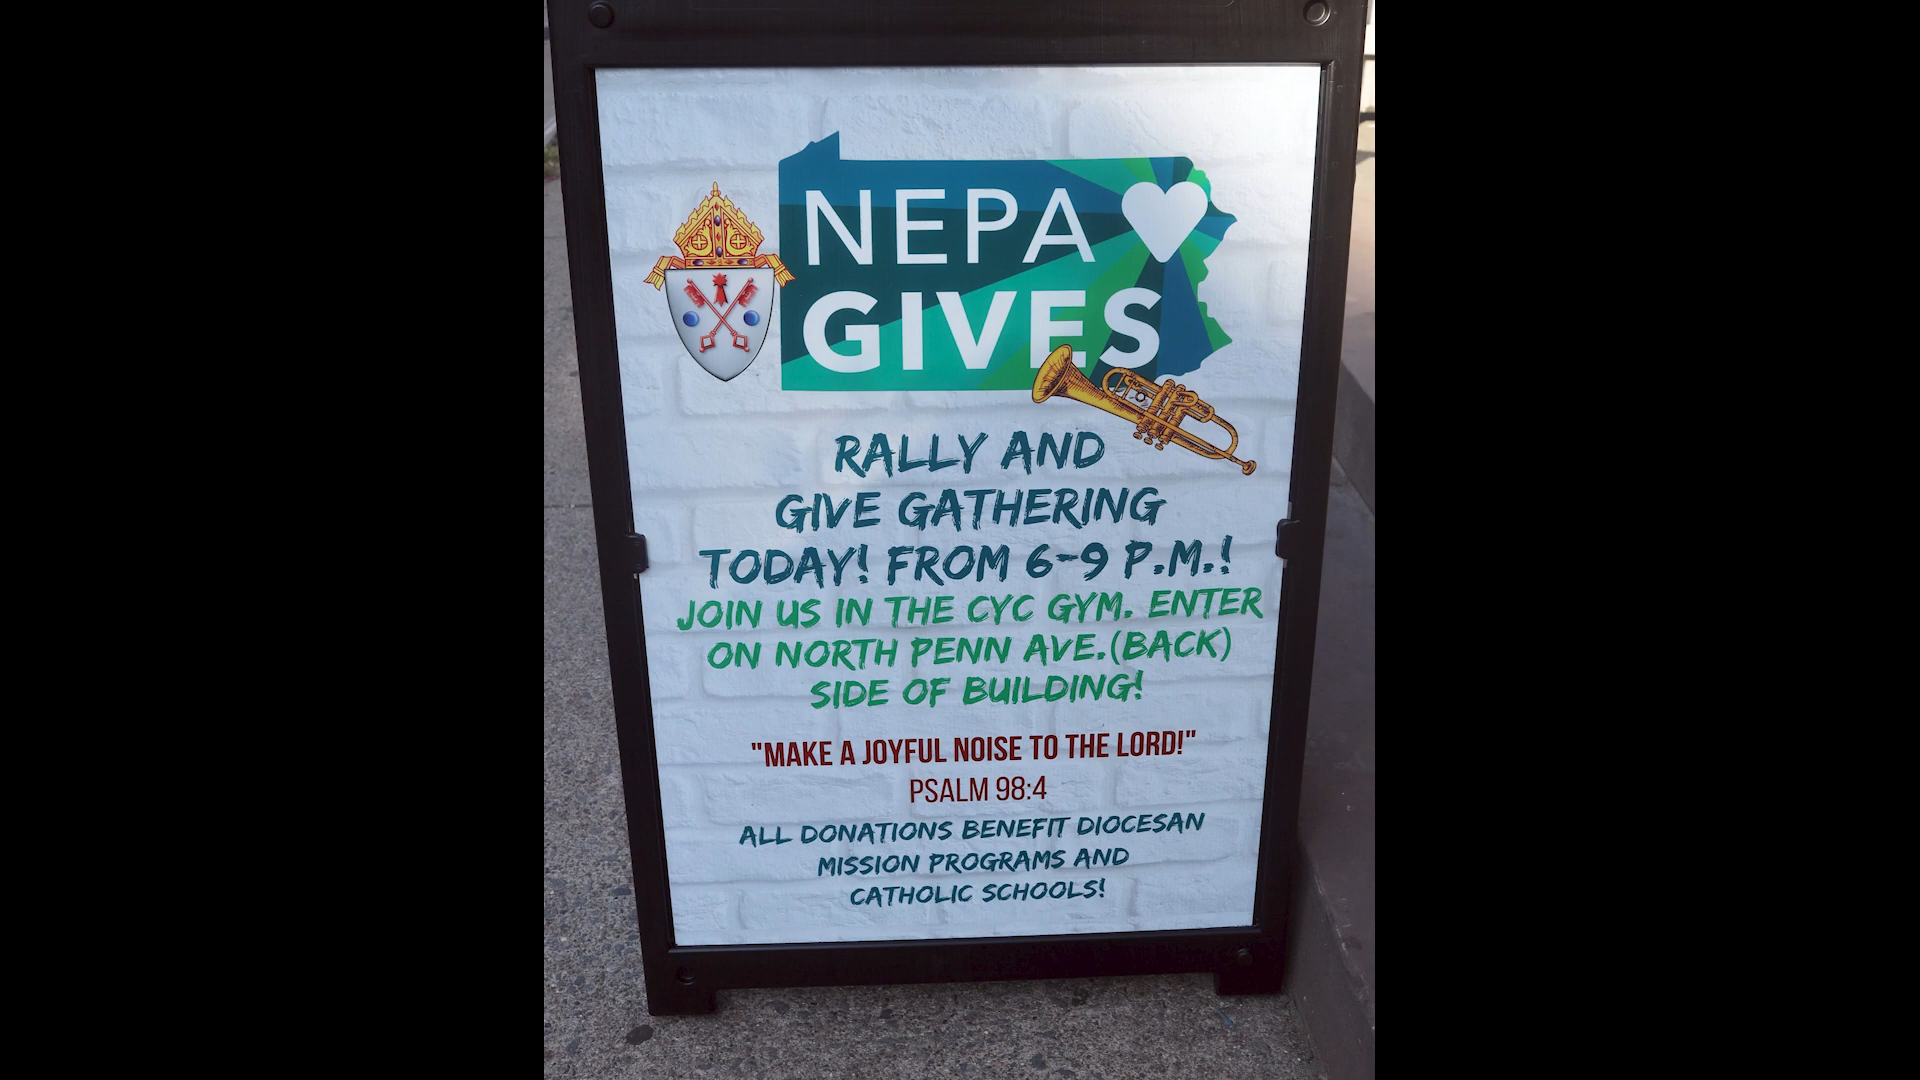 NEPA
GIVES
RALLY AND
GIVE GATHERING
TODAY! FROM 6-9 P.M.!
JOIN US IN THE CYC GYM. ENTER
ON NORTH PENN AVE.(BACK)
SIDE OF BUILDING!
"MAKE A JOYFUL NOISE TO THE LORD!"
PSALM 98:4
ALL DONATIONS BENEFIT DIOCESAN
MISSION PROGRAMS AND
CATHOLIC SCHOOLS!